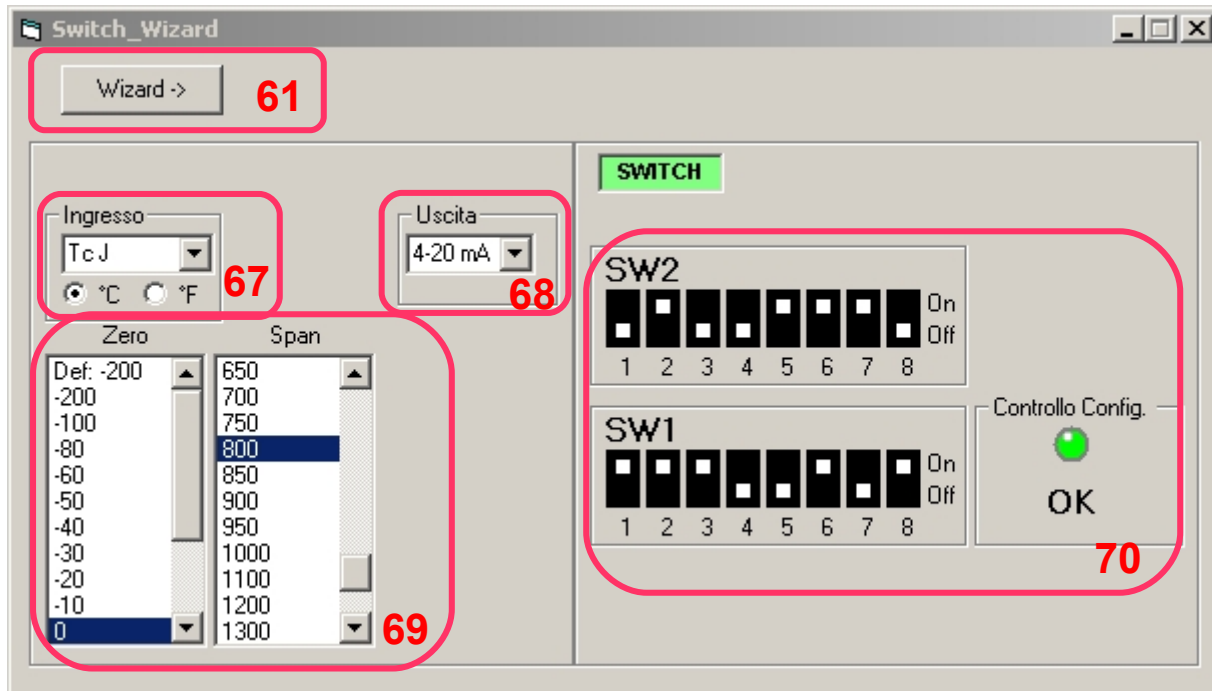 Switch_Wizard
Wizard ->
61
Ingresso
Tc J
°C °F
67
Uscita
4-20 mA
68
Zero
Def: -200
-200
-100
-80
-60
-50
-40
-30
-20
-10
0
Span
650
700
750
800
850
900
950
1000
1100
1200
1300
69
SWITCH
SW2
On
Off
1 2 3 4 5 6 7 8
SW1
On
Off
1 2 3 4 5 6 7 8
Controllo Config.
OK
70